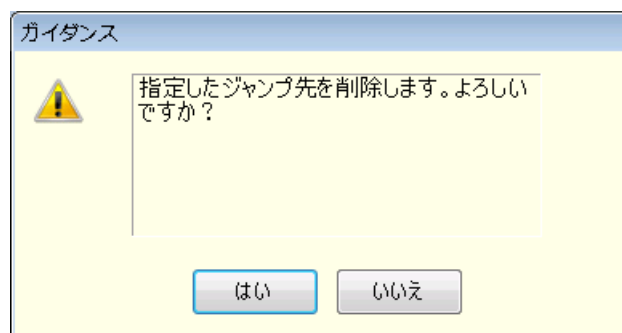 ガイダンス
指定したジャンプ先を削除します。よろしい
ですか？
はい
いいえ